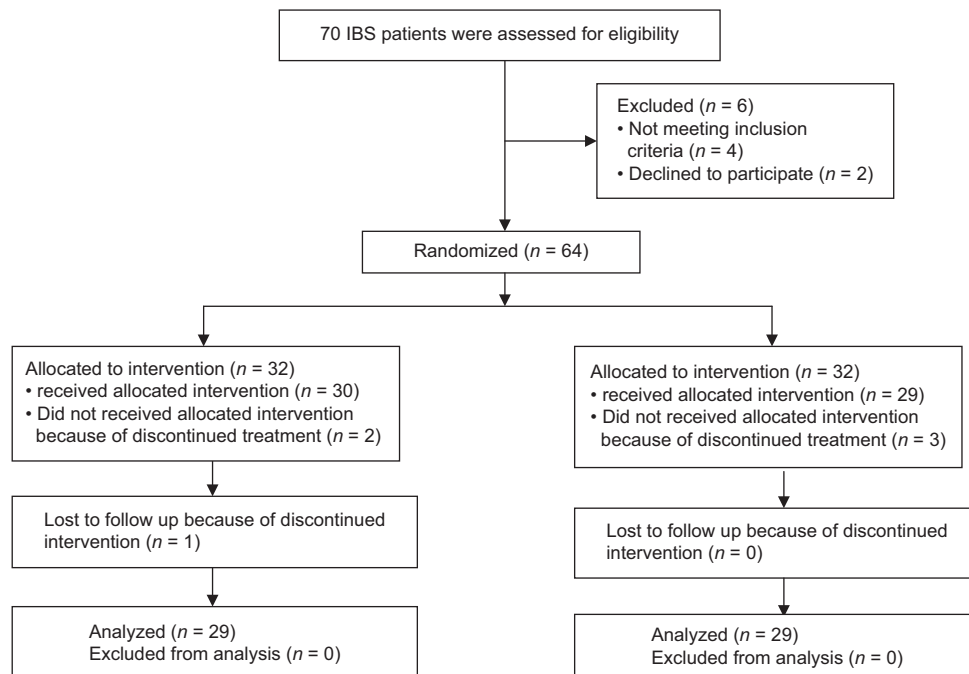 70 IBS patients were assessed for eligibility
Excluded (n = 6)
• Not meeting inclusion
criteria (n = 4)
• Declined to participate (n = 2)
Randomized (n = 64)
Allocated to intervention (n = 32)
• received allocated intervention (n = 30)
• Did not received allocated intervention
because of discontinued treatment (n = 2)
Allocated to intervention (n = 32)
• received allocated intervention (n = 29)
• Did not received allocated intervention
because of discontinued treatment (n = 3)
Lost to follow up because of discontinued
intervention (n = 1)
Lost to follow up because of discontinued
intervention (n = 0)
Analyzed (n = 29)
Excluded from analysis (n = 0)
Analyzed (n = 29)
Excluded from analysis (n = 0)